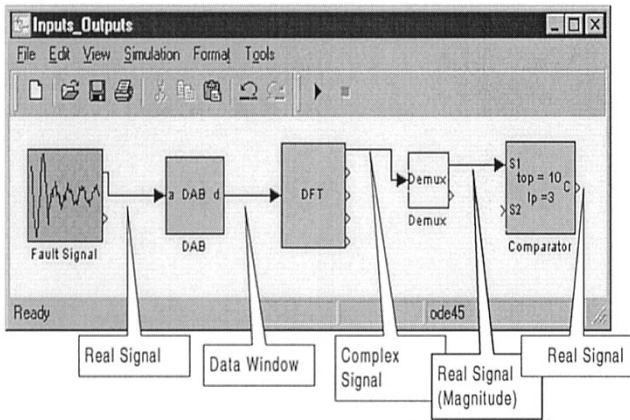 Inputs_Outputs
File Edit View Simulation Format Tools
Fault Signal
a DAB d
DAB
DFT
Demux
Demux
S1
top = 10
Ip =3
C
S2
Comparator
Ready
ode45
Real Signal
Data Window
Complex
Signal
Real Signal
(Magnitude)
Real Signal